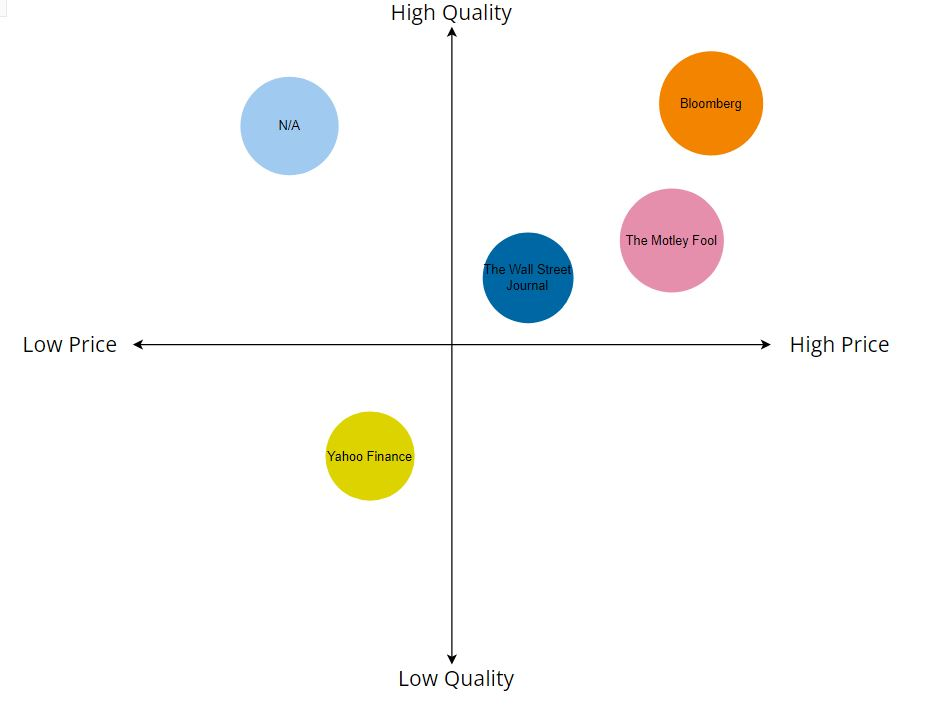 High Quality
N/A
Bloomberg
The Motley Fool
The Wall Street
Journal
Low Price
High Price
Yahoo Finance
Low Quality